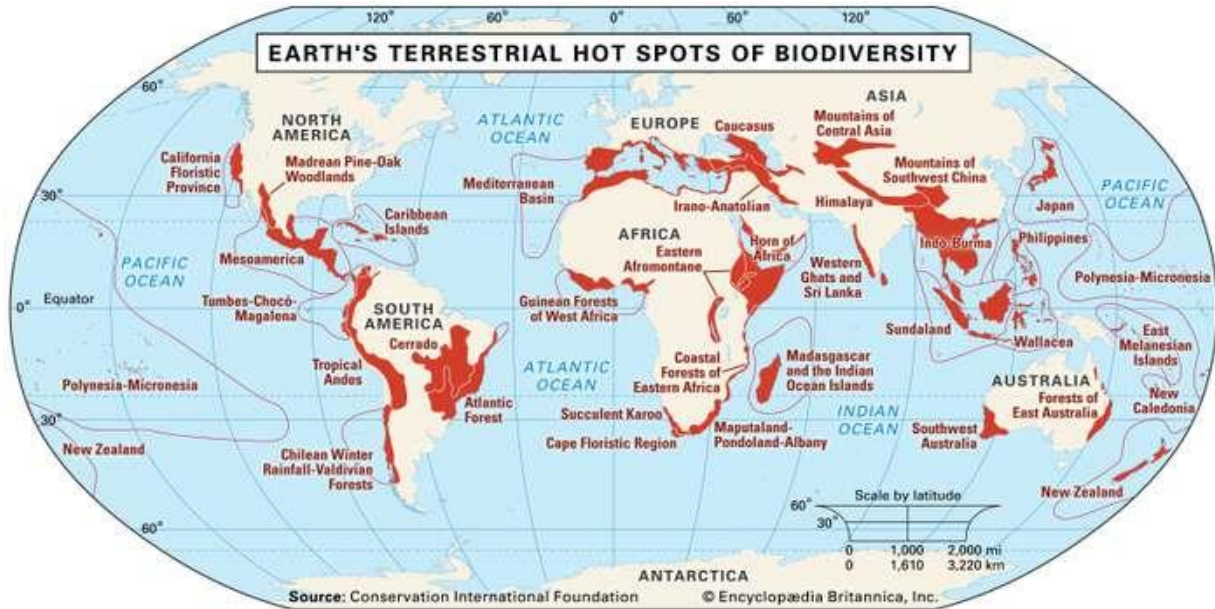 120°
60°
0°
60°
120°
EARTH'S TERRESTRIAL HOT SPOTS OF BIODIVERSITY
60°
NORTH
AMERICA
ATLANTIC
OCEAN
EUROPE
ASIA
Caucasus
Mountains of
Central Asia
California
Floristic
Province
Madrean Pine-Oak
Woodlands
Mediterranean
Basin
Mountains of
Southwest China
30°
Irano-Anatolian
Himalaya
Japan
PACIFIC
OCEAN
Caribbean
Islands
AFRICA
Eastern
Afromontane
Horn of
Africa
Indo-Burma
Philippines
Mesoamerica
PACIFIC
OCEAN
Western
Ghats and
Sri Lanka
Polynesia-Micronesia
Equator
0°
Tumbes-Chocó-
Magalena
SOUTH
AMERICA
Guinean Forests
of West Africa
Sundaland
Wallacea
East
Melanesian
Islands
Cerrado
Tropical
Andes
ATLANTIC
OCEAN
Coastal
Forests of
Eastern Africa
Madagascar
and the Indian
Ocean Islands
Polynesia-Micronesia
AUSTRALIA
Forests of
East Australia
New
Caledonia
Atlantic
Forest
Succulent Karoo
INDIAN
OCEAN
30°
Cape Floristic Region
Maputaland-
Pondoland-Albany
Southwest
Australia
New Zealand
Chilean Winter
Rainfall-Valdivian
Forests
New Zealand
60°
Scale by latitude
60°
30°
0 1,000 2,000 mi
0 1,610 3,220 km
ANTARCTICA
Source: Conservation International Foundation
© Encyclopædia Britannica, Inc.